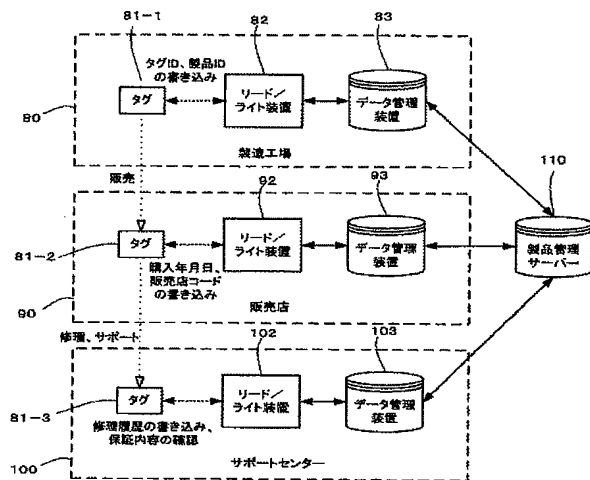 81-1
82
83
タグID、製品ID
の書き込み
タグ
リード/
ライト装置
データ管理
装置
80
製造工場
販売
110
92
93
タグ
リード/
ライト装置
データ管理
装置
製品管理
サーバー
81-2
購入年月日、
販売店コード
の書き込み
販売店
90
修理、サポート
102
103
タグ
リード/
ライト装置
データ管理
装置
81-3
修理履歴の書き込み、
保証内容の確認
サポートセンター
100